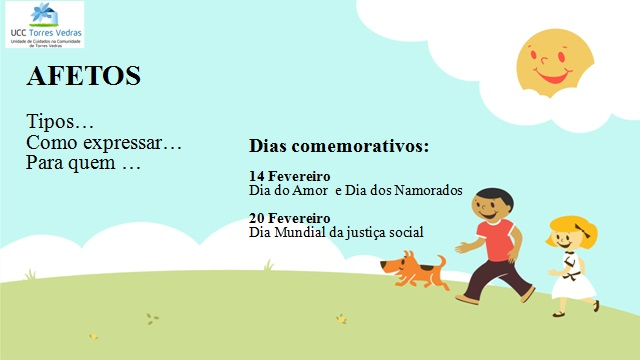 UCC Torres Vedras
Unidade de Cuidados na Comunidade
de Torres Vedras
AFETOS
Tipos…
Como expressar…
Para quem …
Dias comemorativos:
14 Fevereiro
Dia do Amor e Dia dos Namorados
20 Fevereiro
Dia Mundial da justiça social